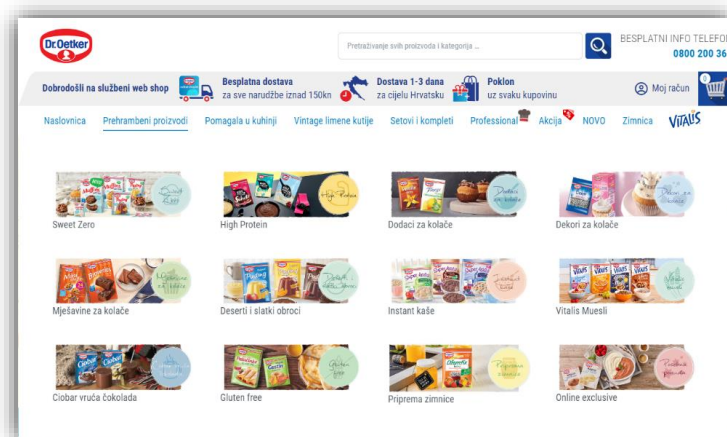 Dr.Oetker
Pretraživanje svih proizvoda i kategorija ...
BESPLATNI INFO TELEFO
0800 200 36
Dobrodošli na službeni web shop
Besplatna dostava
za sve narudžbe iznad 150kn
Dostava 1-3 dana
za cijelu Hrvatsku
Poklon
uz svaku kupovinu
Moj račun
0
Naslovnica
Prehrambeni proizvodi
Pomagala u kuhinji
Vintage limene kutije
Setovi i kompleti
Professional
Akcija
NOVO
Zimnica
VITALIS
Sweet Zero
High Protein
Dodaci za kolače
Dekori za kolače
Mješavine za kolače
Deserti i slatki obroci
Instant kaše
Vitalis Muesli
Ciobar vruća čokolada
Gluten free
Priprema zimnice
Online exclusive